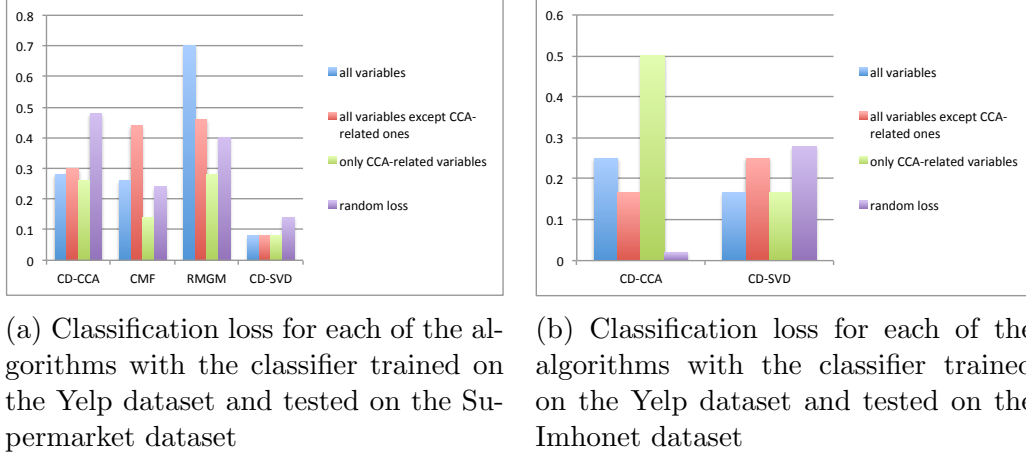 0.8
0.7
0.6
0.5
0.4
0.3
0.2
0.1
0
CD-CCA CMF RMGM CD-SVD
all variables
all variables except CCA-
related ones
only CCA-related variables
random loss
(a) Classification loss for each of the al-
gorithms with the classifier trained on
the Yelp dataset and tested on the Su-
permarket dataset
0.6
0.5
0.4
0.3
0.2
0.1
0
CD-CCA CD-SVD
all variables
all variables except CCA-
related ones
only CCA-related variables
random loss
(b) Classification loss for each of the
algorithms with the classifier trained
on the Yelp dataset and tested on the
Imhonet dataset